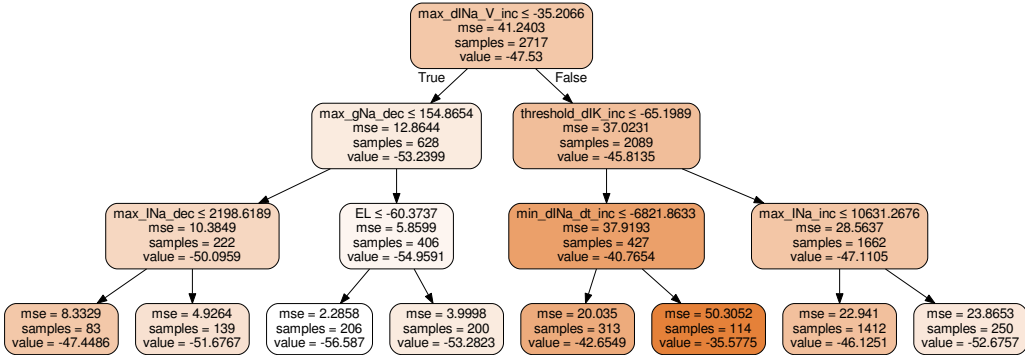 max_dINa_V_inc ≤ -35.2066
mse = 41.2403
samples = 2717
value = -47.53
True
False
max_gNa_dec ≤ 154.8654
mse = 12.8644
samples = 628
value = -53.2399
threshold_dIK_inc ≤ -65.1989
mse = 37.0231
samples = 2089
value = -45.8135
max_INa_dec ≤ 2198.6189
mse = 10.3849
samples = 222
value = -50.0959
EL ≤ -60.3737
mse = 5.8599
samples = 406
value = -54.9591
min_dINa_dt_inc ≤ -6821.8633
mse = 37.9193
samples = 427
value = -40.7654
max_INa_inc ≤ 10631.2676
mse = 28.5637
samples = 1662
value = -47.1105
mse = 8.3329
samples = 83
value = -47.4486
mse = 4.9264
samples = 139
value = -51.6767
mse = 2.2858
samples = 206
value = -56.587
mse = 3.9998
samples = 200
value = -53.2823
mse = 20.035
samples = 313
value = -42.6549
mse = 50.3052
samples = 114
value = -35.5775
mse = 22.941
samples = 1412
value = -46.1251
mse = 23.8653
samples = 250
value = -52.6757